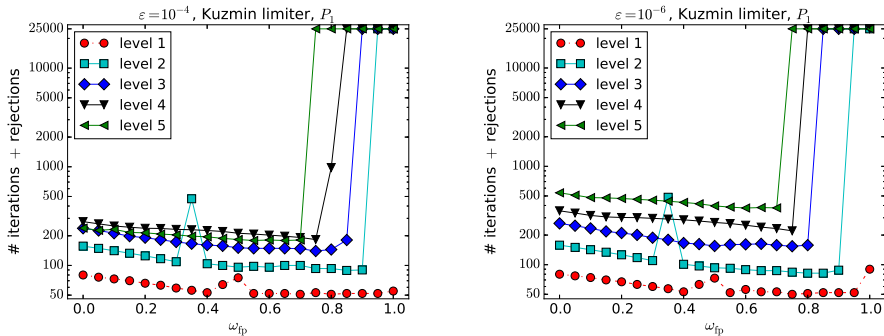 ε=10⁻⁴, Kuzmin limiter, P₁
# iterations + rejections
25000
10000
5000
2500
1000
500
200
100
50
level 1
level 2
level 3
level 4
level 5
0.0 0.2 0.4 0.6 0.8 1.0
ω_fp
ε=10⁻⁶, Kuzmin limiter, P₁
# iterations + rejections
25000
10000
5000
2500
1000
500
200
100
50
level 1
level 2
level 3
level 4
level 5
0.0 0.2 0.4 0.6 0.8 1.0
ω_fp